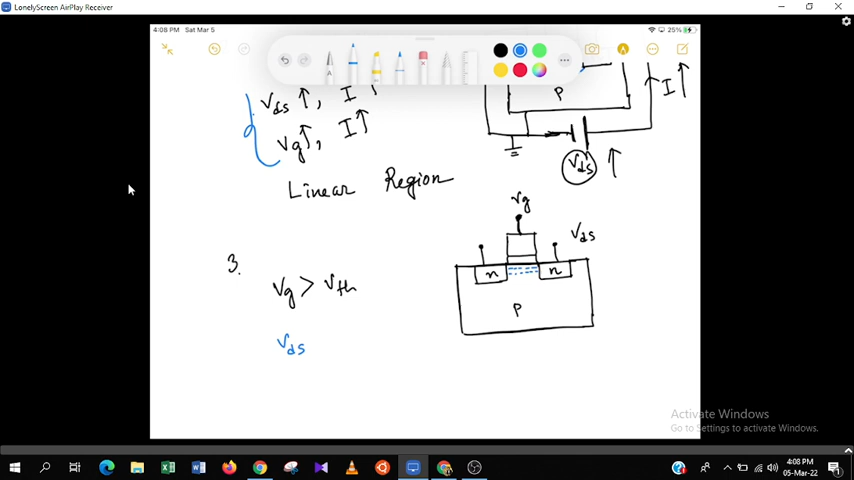 LonelyScreen AirPlay Receiver
4:08 PM Sat Mar 5
25%
A
Vds ↑, I ↑
P
I ↑
Vg ↑, I ↑
Vds ↑
Linear Region
Vg
Vds
3.
n n
Vg > Vth
P
Vds
Activate Windows
Go to Settings to activate Windows.
4:08 PM
05-Mar-22